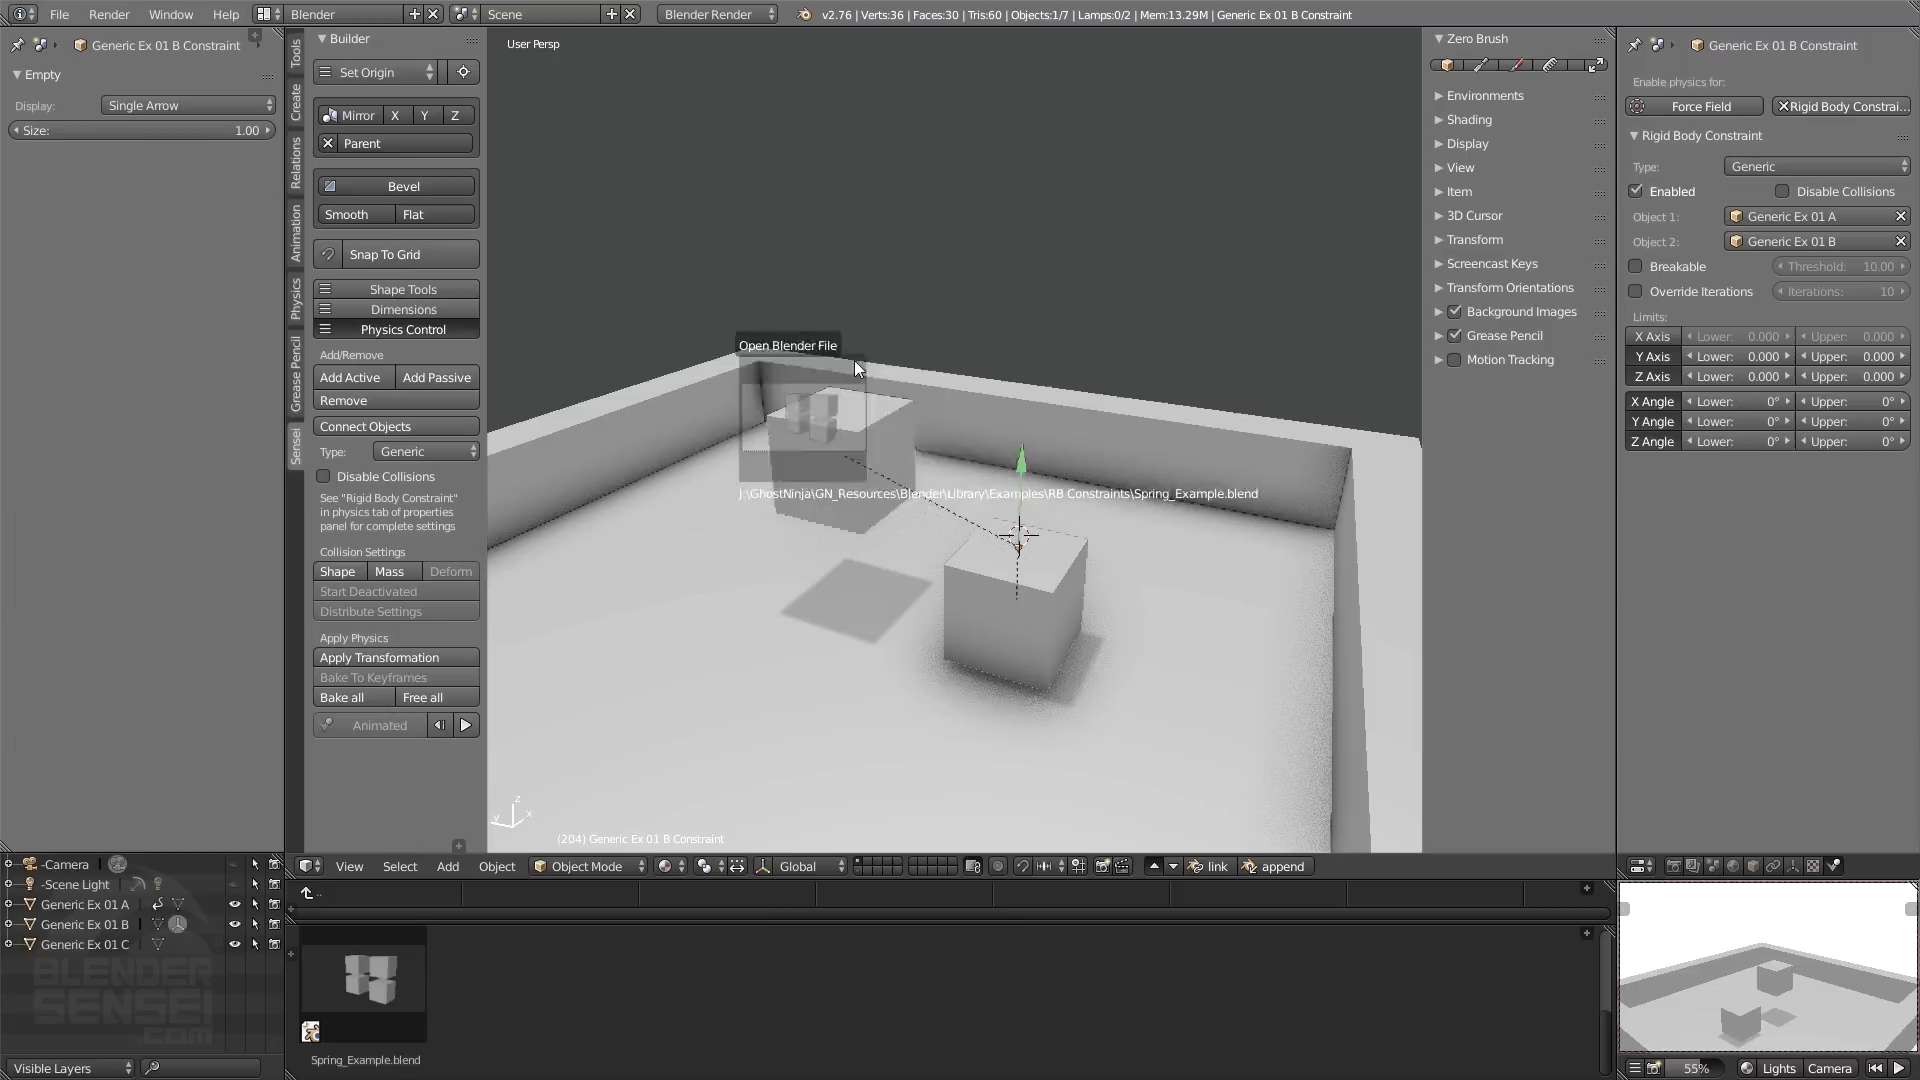 File Render Window Help Blender Scene Blender Render v2.76 | Verts:36 | Faces:30 | Tris:60 | Objects:1/7 | Lamps:0/2 | Mem:13.29M | Generic Ex 01 B Constraint
Generic Ex 01 B Constraint
Empty
Display: Single Arrow
Size: 1.00
Tools
Create
Relations
Animation
Physics
Grease Pencil
Sensei
Builder
Set Origin
Mirror X Y Z
Parent
Bevel
Smooth Flat
Snap To Grid
Shape Tools
Dimensions
Physics Control
Add/Remove
Add Active Add Passive
Remove
Connect Objects
Type: Generic
Disable Collisions
See "Rigid Body Constraint"
in physics tab of properties
panel for complete settings
Collision Settings
Shape Mass Deform
Start Deactivated
Distribute Settings
Apply Physics
Apply Transformation
Bake To Keyframes
Bake all Free all
Animated
User Persp
Open Blender File
J:\GhostNinja\GN_Resources\Blender\Library\Examples\RB Constraints\Spring_Example.blend
z
y x
(204) Generic Ex 01 B Constraint
Zero Brush
Environments
Shading
Display
View
Item
3D Cursor
Transform
Screencast Keys
Transform Orientations
Background Images
Grease Pencil
Motion Tracking
Generic Ex 01 B Constraint
Enable physics for:
Force Field Rigid Body Constrai...
Rigid Body Constraint
Type: Generic
Enabled Disable Collisions
Object 1: Generic Ex 01 A
Object 2: Generic Ex 01 B
Breakable Threshold: 10.00
Override Iterations Iterations: 10
Limits:
X Axis Lower: 0.000 Upper: 0.000
Y Axis Lower: 0.000 Upper: 0.000
Z Axis Lower: 0.000 Upper: 0.000
X Angle Lower: 0° Upper: 0°
Y Angle Lower: 0° Upper: 0°
Z Angle Lower: 0° Upper: 0°
View Select Add Object Object Mode Global link append
-Camera
-Scene Light
Generic Ex 01 A
Generic Ex 01 B
Generic Ex 01 C
BLENDER
SENSEI
.COM
Visible Layers
..
Spring_Example.blend
55% Lights Camera